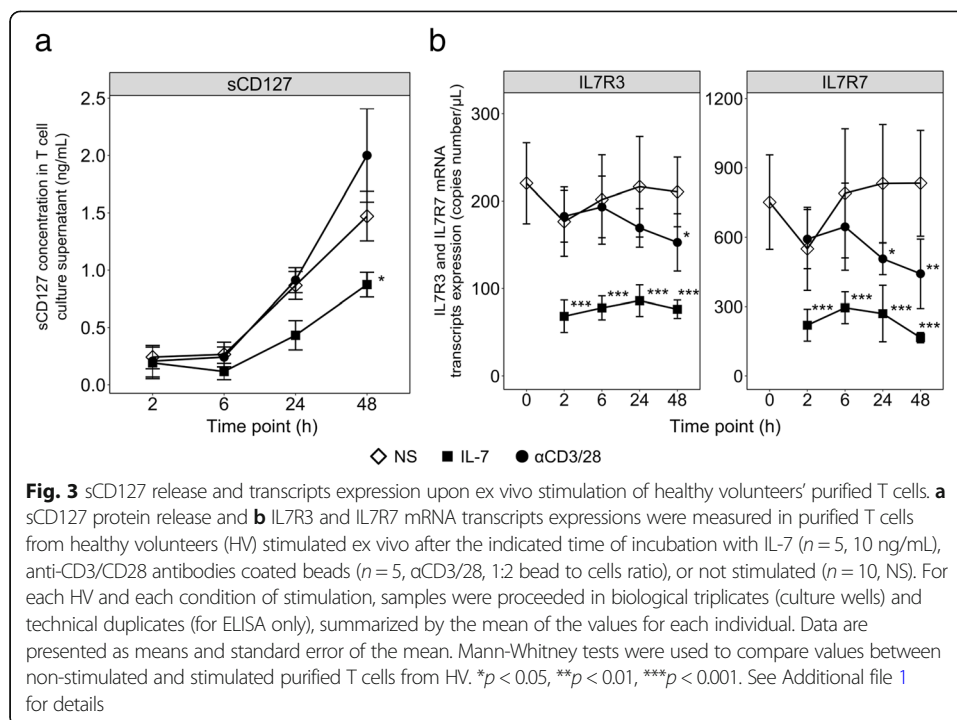 a
sCD127
2.5
2.0
1.5
1.0
0.5
0.0
sCD127 concentration in T cell
culture supernatant (ng/mL)
2 6 24 48
Time point (h)
*
b
IL7R3
IL7R7
300
200
100
0
IL7R3 and IL7R7 mRNA
transcripts expression (copies number/µL)
*
*** *** *** ***
0 2 6 24 48
1200
900
600
300
0
* **
*** *** *** ***
0 2 6 24 48
Time point (h)
NS IL-7 αCD3/28
Fig. 3 sCD127 release and transcripts expression upon ex vivo stimulation of healthy volunteers’ purified T cells. a
sCD127 protein release and b IL7R3 and IL7R7 mRNA transcripts expressions were measured in purified T cells
from healthy volunteers (HV) stimulated ex vivo after the indicated time of incubation with IL-7 (n = 5, 10 ng/mL),
anti-CD3/CD28 antibodies coated beads (n = 5, αCD3/28, 1:2 bead to cells ratio), or not stimulated (n = 10, NS). For
each HV and each condition of stimulation, samples were proceeded in biological triplicates (culture wells) and
technical duplicates (for ELISA only), summarized by the mean of the values for each individual. Data are
presented as means and standard error of the mean. Mann-Whitney tests were used to compare values between
non-stimulated and stimulated purified T cells from HV. *p < 0.05, **p < 0.01, ***p < 0.001. See Additional file 1
for details